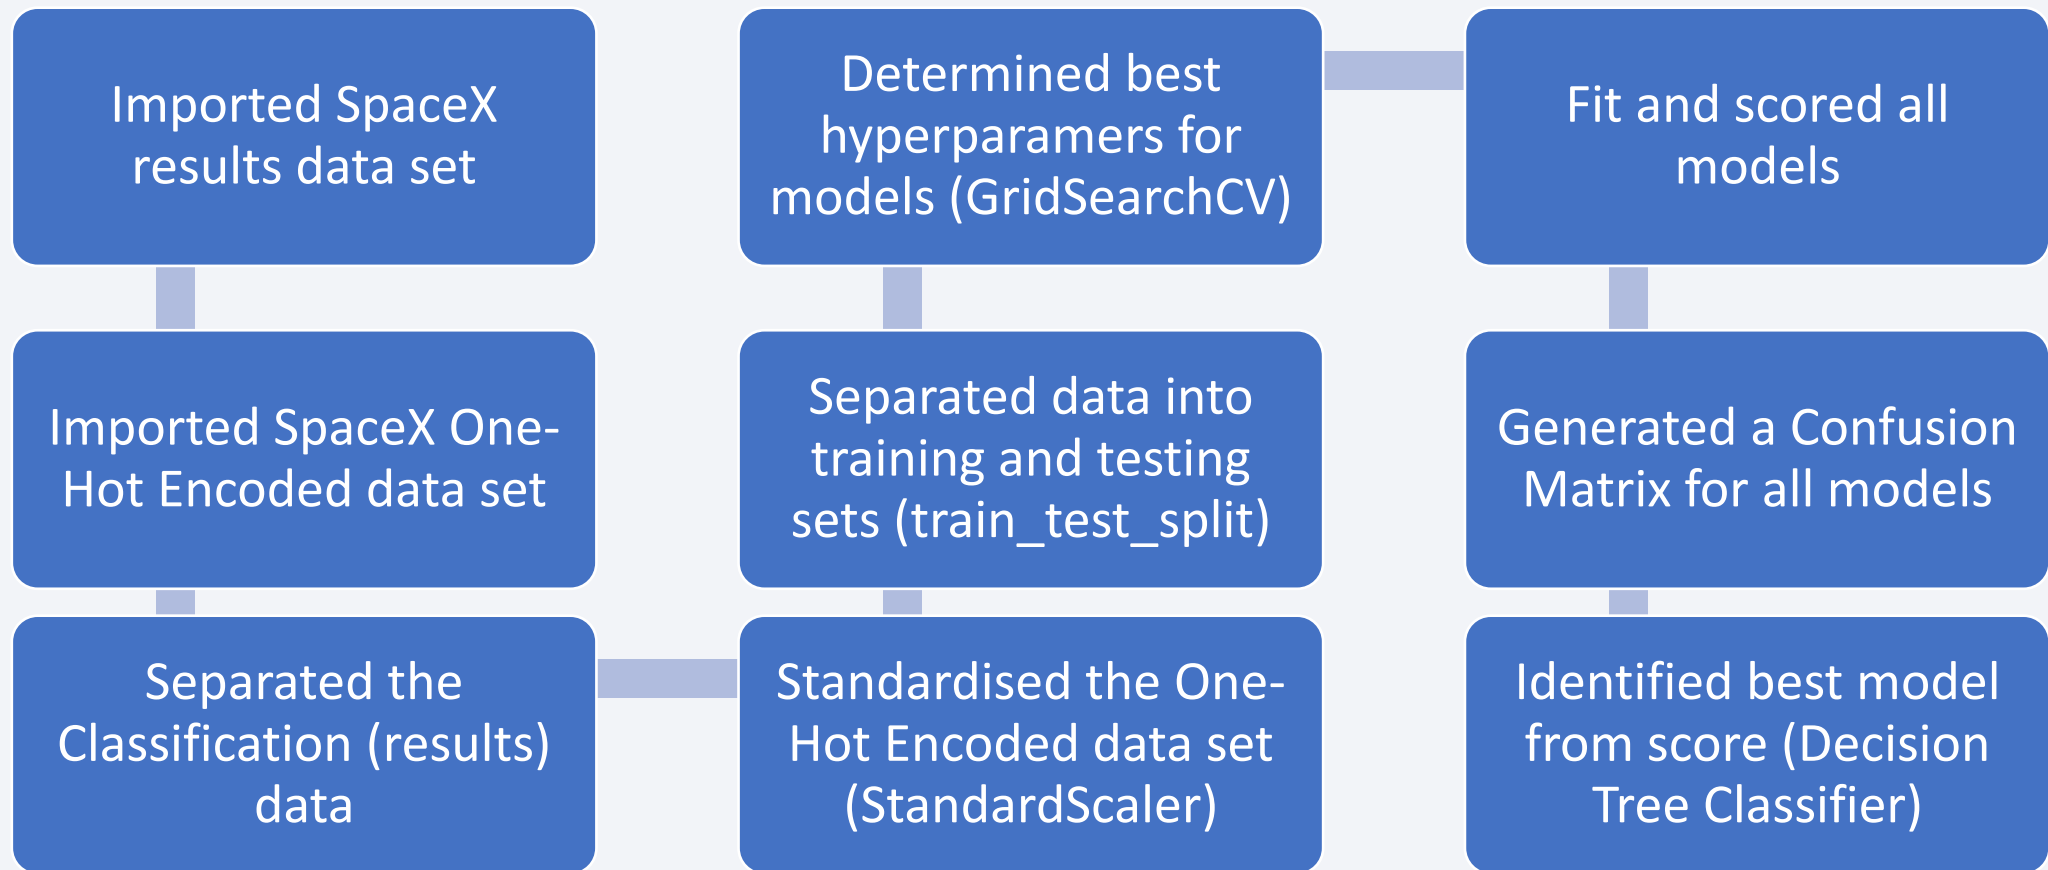 Imported SpaceX
results data set
Imported SpaceX One-
Hot Encoded data set
Separated the
Classification (results)
data
Standardised the One-
Hot Encoded data set
(StandardScaler)
Separated data into
training and testing
sets (train_test_split)
Determined best
hyperparamers for
models (GridSearchCV)
Fit and scored all
models
Generated a Confusion
Matrix for all models
Identified best model
from score (Decision
Tree Classifier)